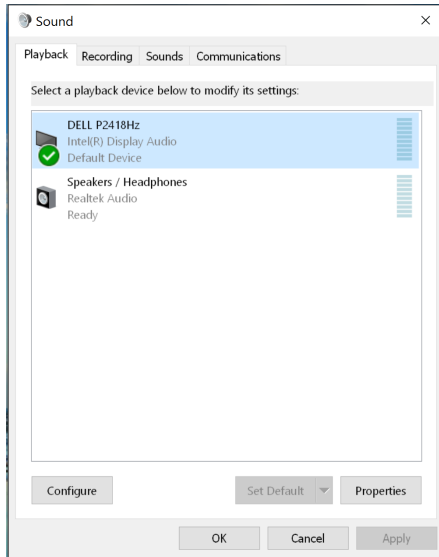 Sound
Playback Recording Sounds Communications
Select a playback device below to modify its settings:
DELL P2418Hz
Intel(R) Display Audio
Default Device
Speakers / Headphones
Realtek Audio
Ready
Configure Set Default Properties
OK Cancel Apply